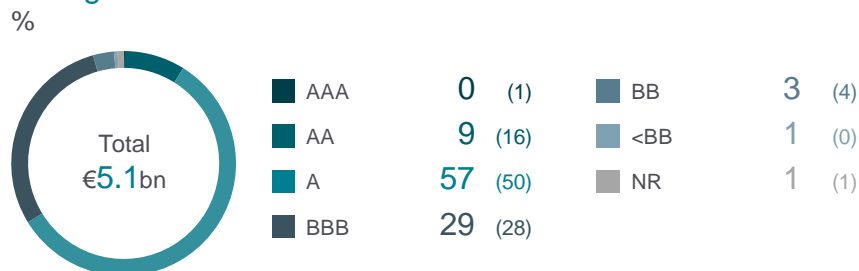 %
Total
€5.1bn
AAA 0 (1)
AA 9 (16)
A 57 (50)
BBB 29 (28)
BB 3 (4)
<BB 1 (0)
NR 1 (1)